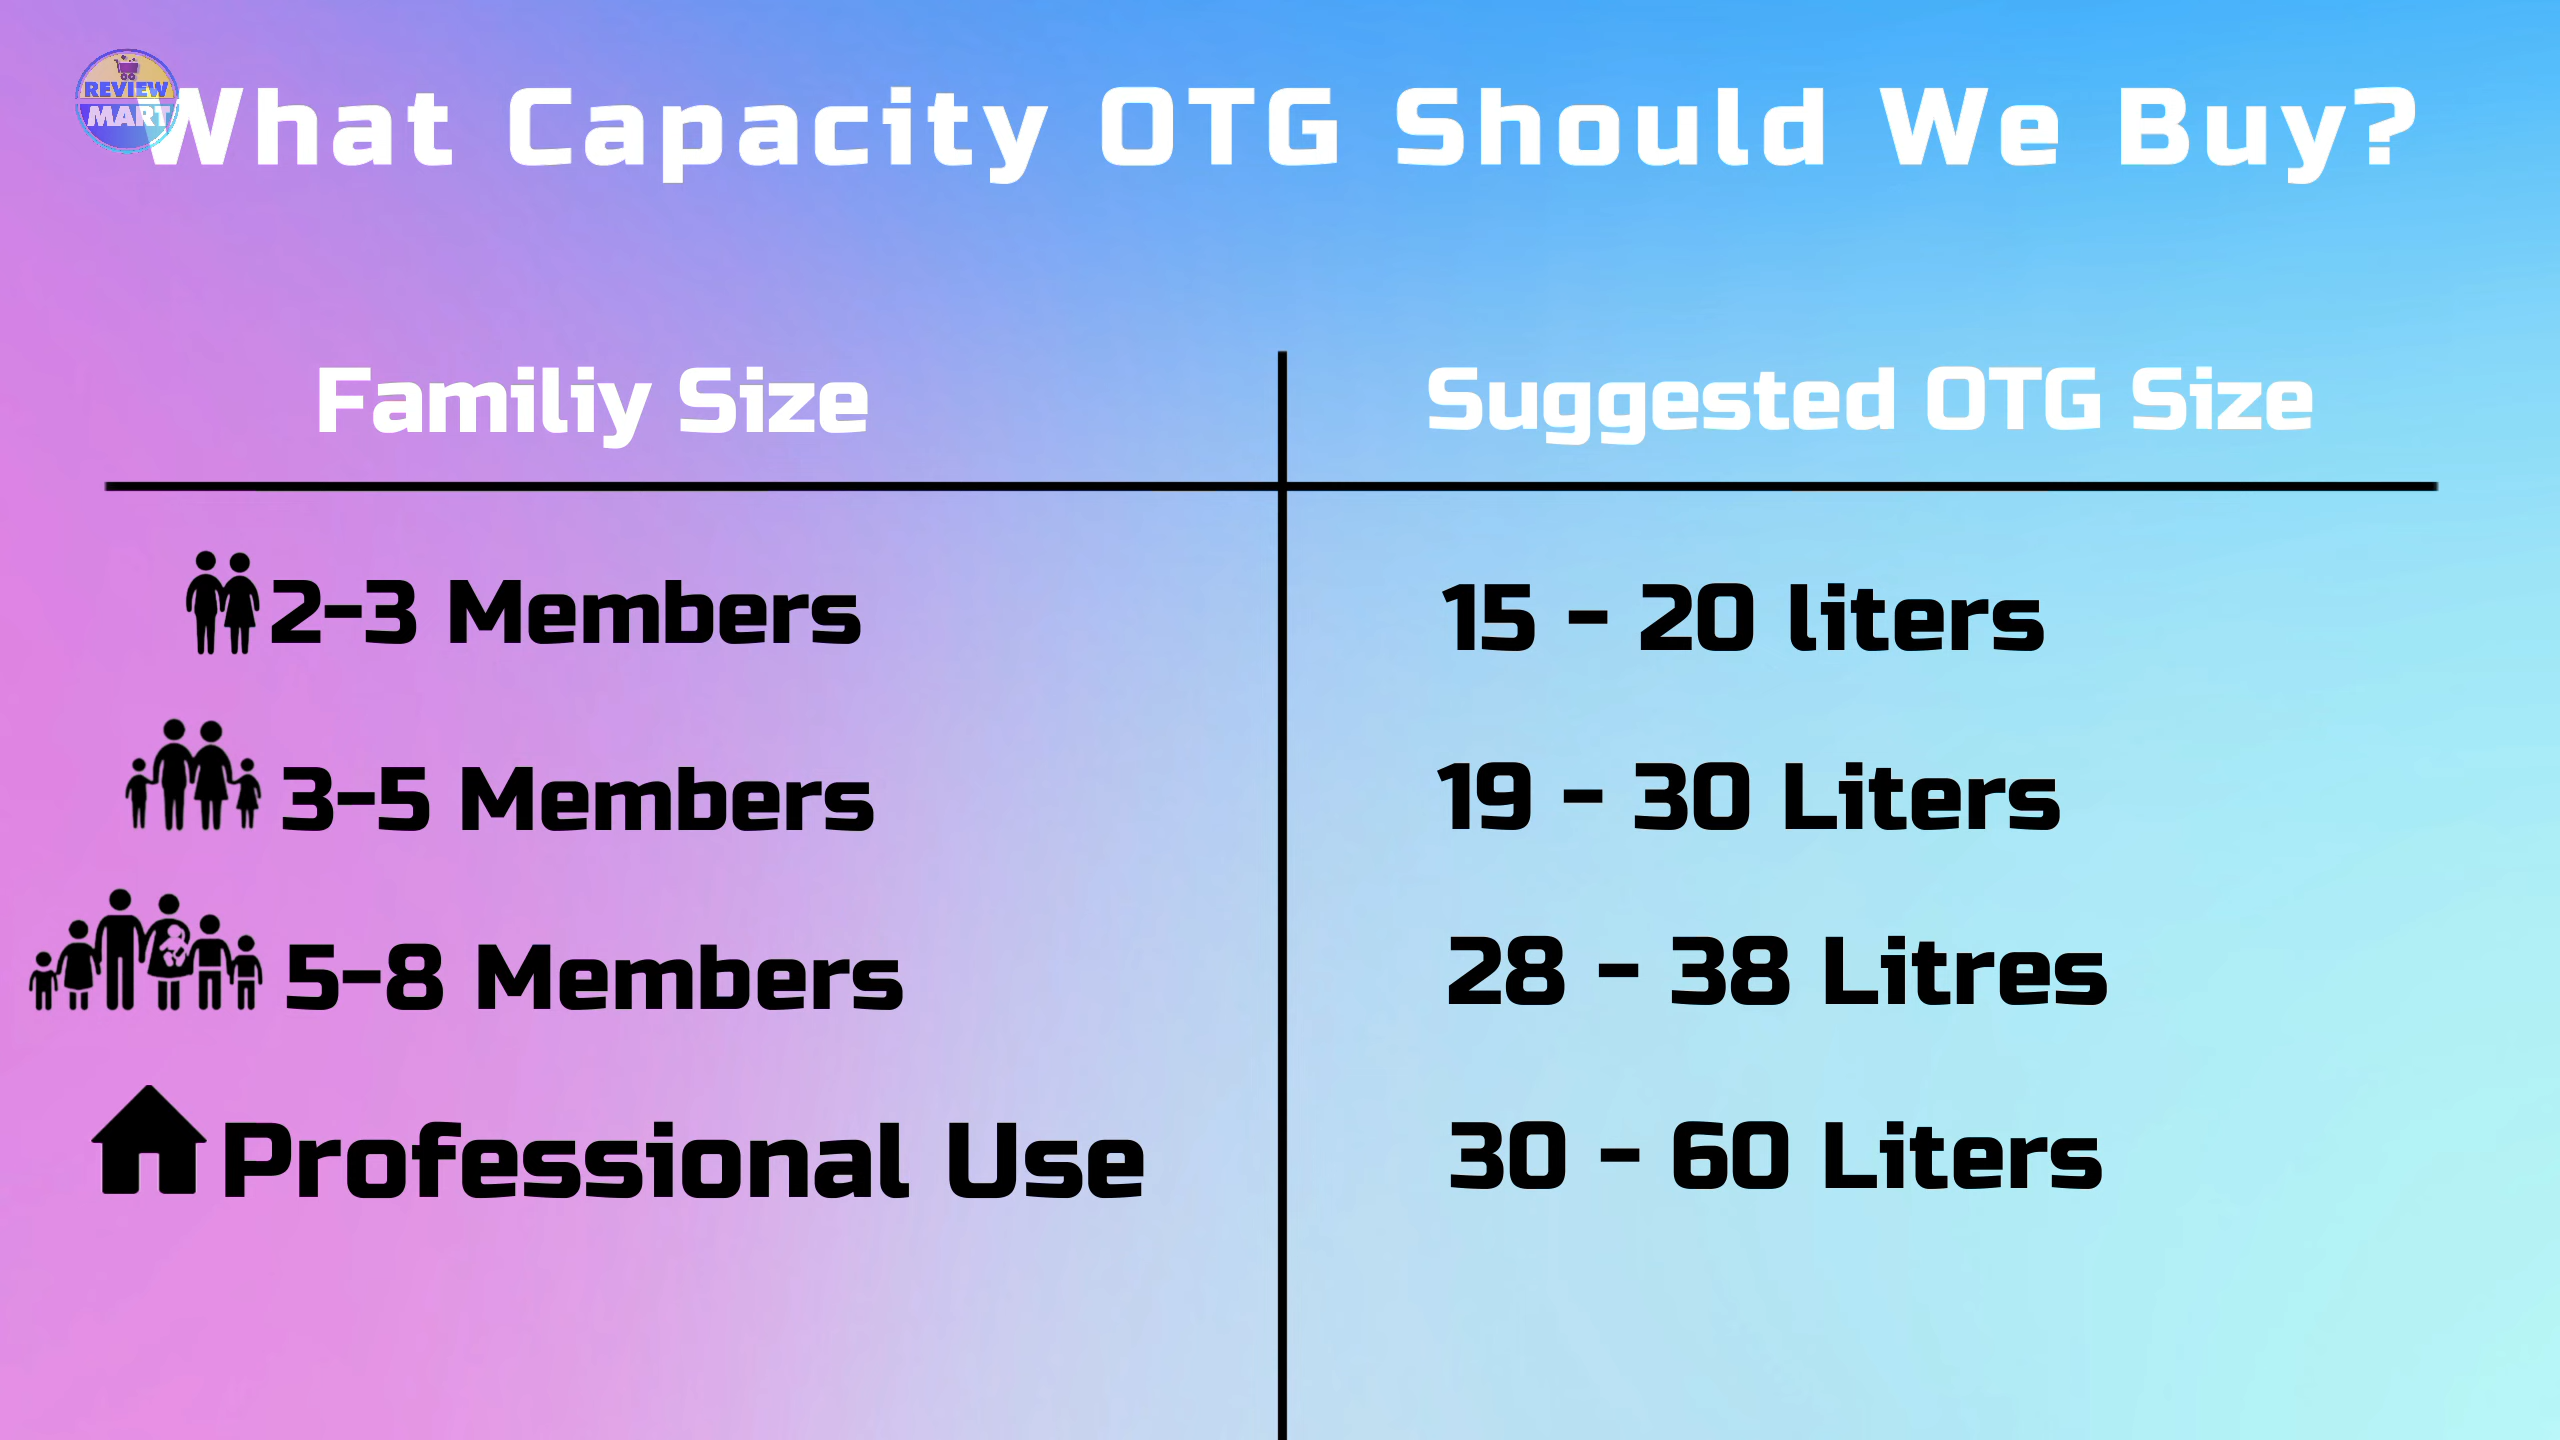 REVIEW
MART
What Capacity OTG Should We Buy?
Familiy Size
Suggested OTG Size
2-3 Members
15 - 20 liters
3-5 Members
19 - 30 Liters
5-8 Members
28 - 38 Litres
Professional Use
30 - 60 Liters